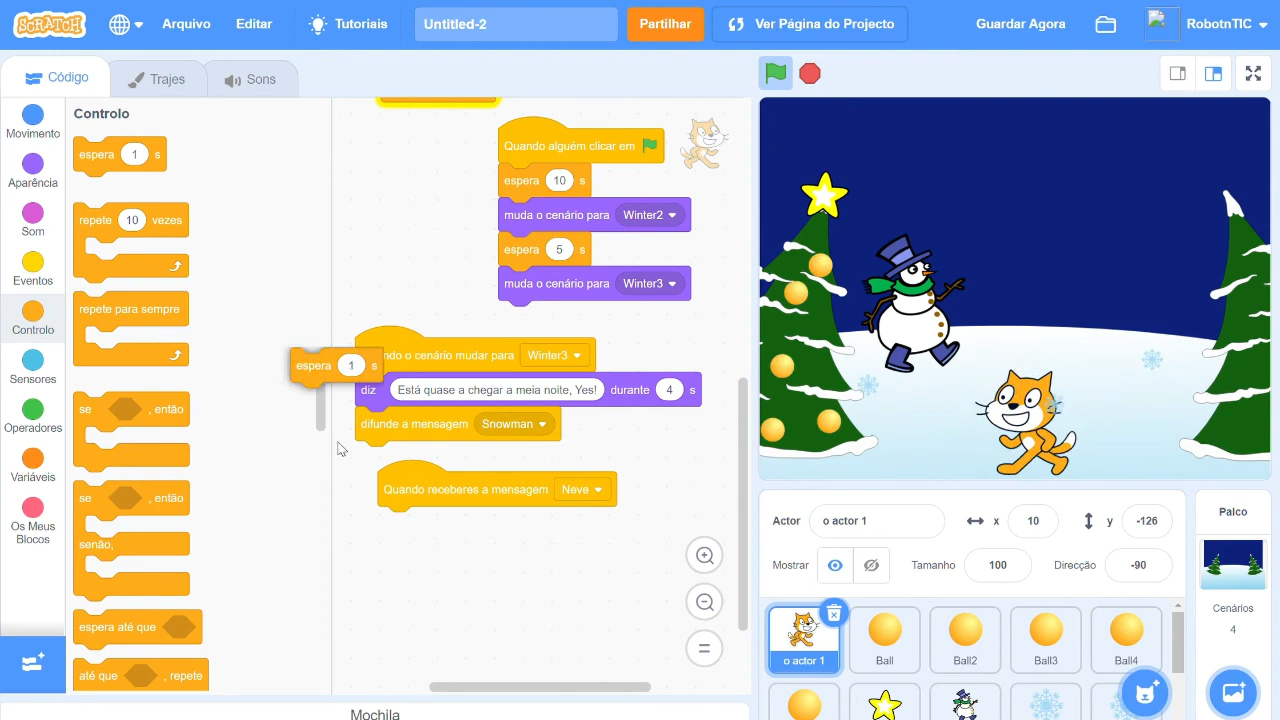 SCRATCH
Arquivo
Editar
Tutoriais
Untitled-2
Partilhar
Ver Página do Projecto
Guardar Agora
RobotnTIC
Código
Trajes
Sons
Movimento
Aparência
Som
Eventos
Controlo
Sensores
Operadores
Variáveis
Os Meus
Blocos
Controlo
espera 1 s
repete 10 vezes
repete para sempre
se , então
se , então
senão,
espera até que
até que , repete
Quando alguém clicar em
espera 10 s
muda o cenário para Winter2
espera 5 s
muda o cenário para Winter3
espera 1 s
ndo o cenário mudar para Winter3
diz Está quase a chegar a meia noite, Yes! durante 4 s
difunde a mensagem Snowman
Quando receberes a mensagem Neve
Mochila
Actor o actor 1 x 10 y -126
Mostrar Tamanho 100 Direcção -90
o actor 1
Ball
Ball2
Ball3
Ball4
Palco
Cenários
4